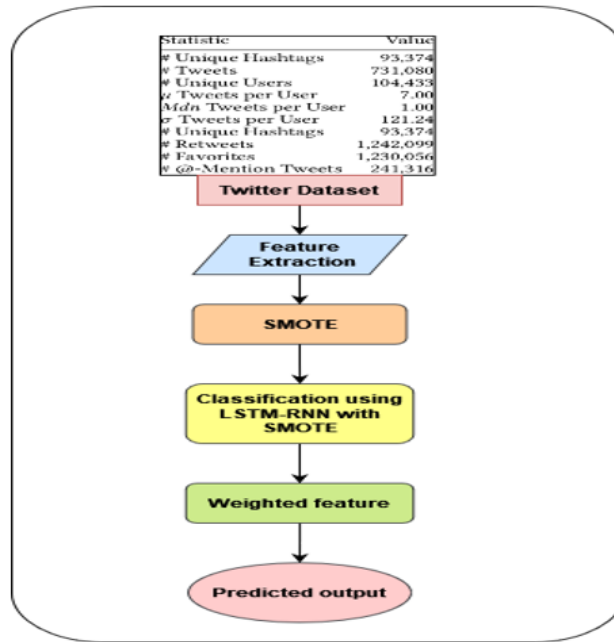 Statistic Value
# Unique Hashtags 93,374
# Tweets 731,080
# Unique Users 104,433
μ Tweets per User 7.00
Mdn Tweets per User 1.00
σ Tweets per User 121.24
# Unique Hashtags 93,374
# Retweets 1,242,099
# Favorites 1,230,056
# @-Mention Tweets 241,316
Twitter Dataset
Feature
Extraction
SMOTE
Classification using
LSTM-RNN with
SMOTE
Weighted feature
Predicted output